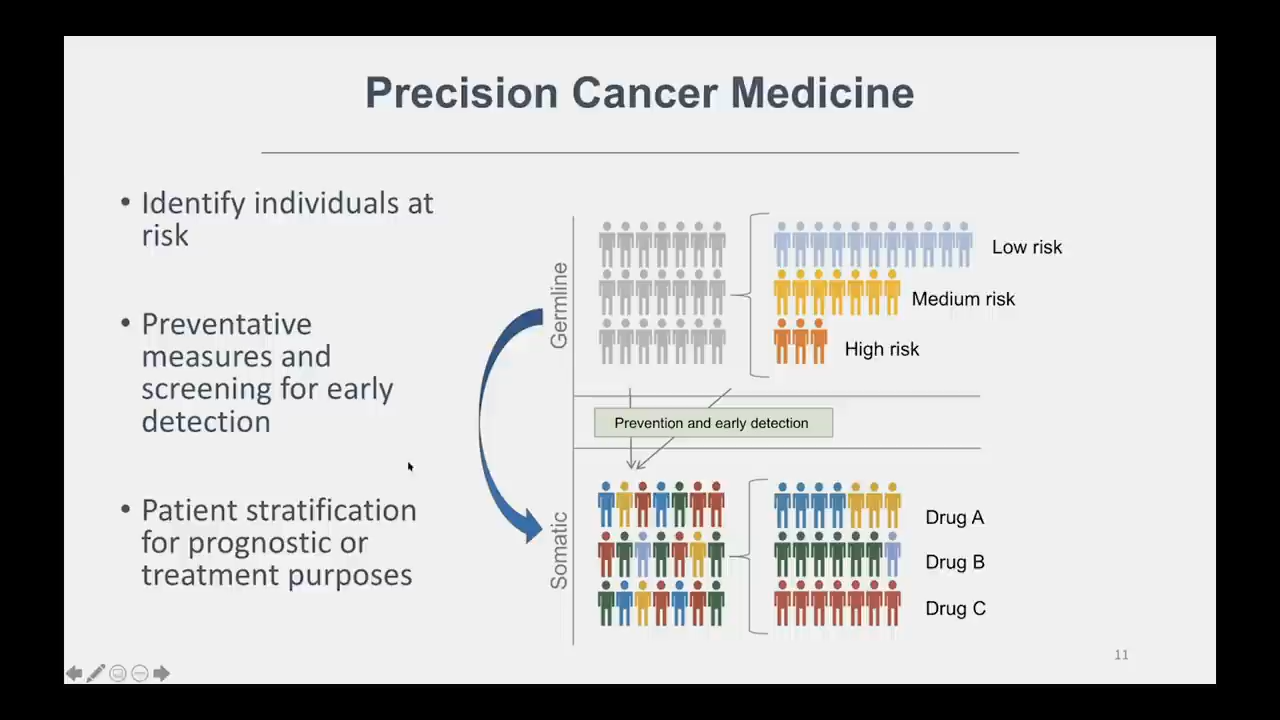 Precision Cancer Medicine
• Identify individuals at
risk
• Preventative
measures and
screening for early
detection
• Patient stratification
for prognostic or
treatment purposes
Germline
Low risk
Medium risk
High risk
Prevention and early detection
Somatic
Drug A
Drug B
Drug C
11